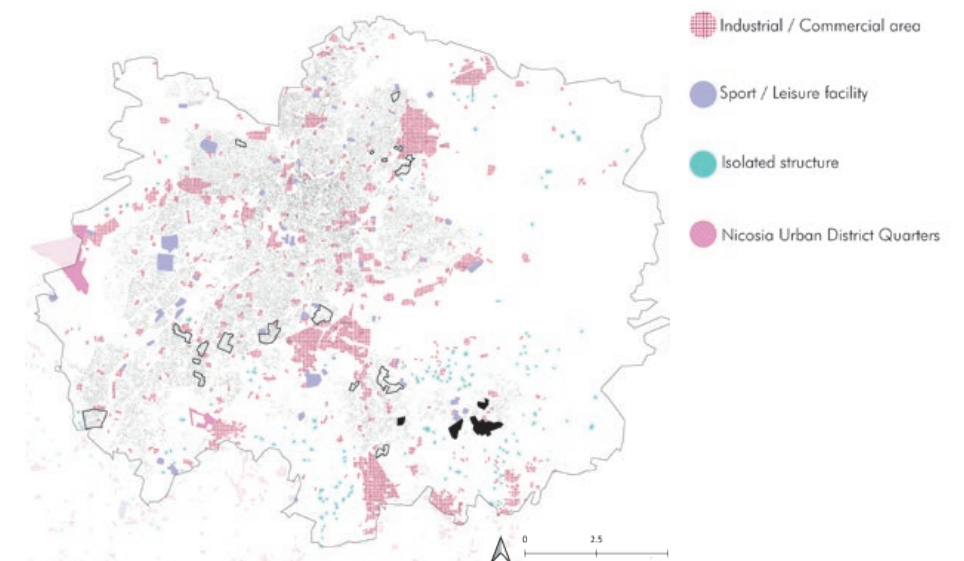 Industrial / Commercial area
Sport / Leisure facility
Isolated structure
Nicosia Urban District Quarters
0 2.5